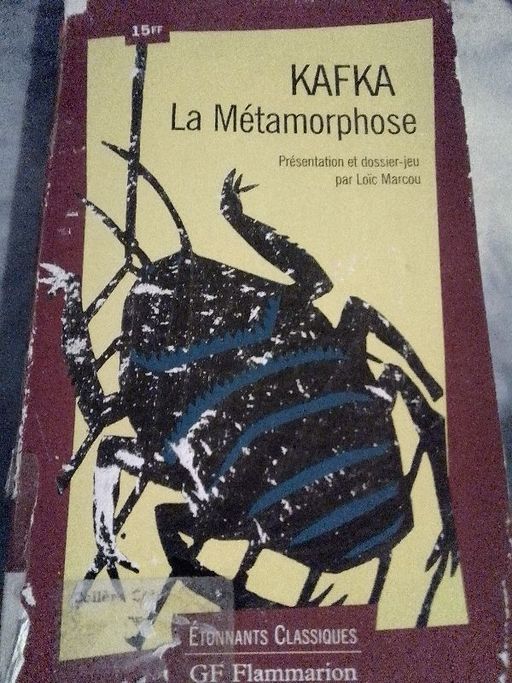 15FF
KAFKA
La Métamorphose
Présentation et dossier-jeu
par Loïc Marcou
ÉTONNANTS CLASSIQUES
GF Flammarion